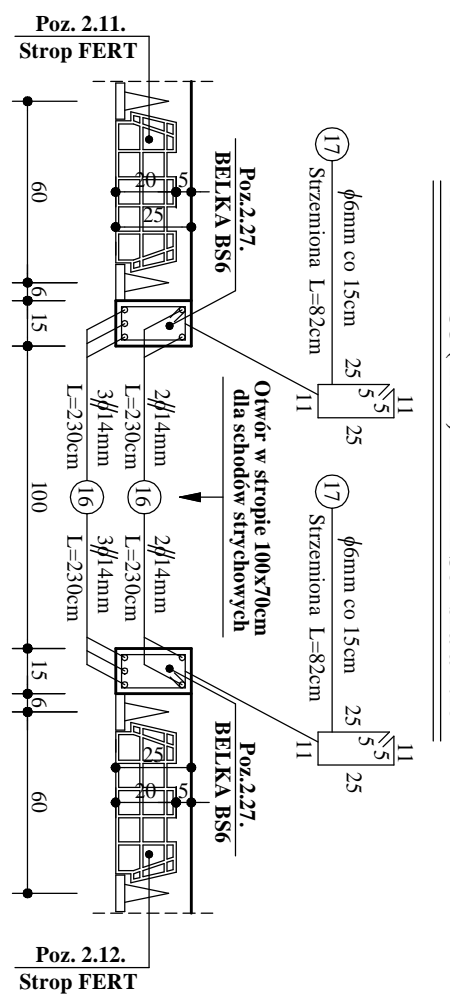 Poz. 2.11.
Strop FERT
17
ϕ6mm co 15cm
Strzemiona L=82cm
25
5
5
11
11
25
17
ϕ6mm co 15cm
Strzemiona L=82cm
25
5
5
11
11
25
Poz.2.27.
BELKA BS6
Otwór w stropie 100x70cm
dla schodów strychowych
Poz.2.27.
BELKA BS6
20
5
25
25
20
5
2ϕ14mm
L=230cm
16
2ϕ14mm
L=230cm
3ϕ14mm
L=230cm
16
3ϕ14mm
L=230cm
60
6
15
100
15
6
60
Poz. 2.12.
Strop FERT